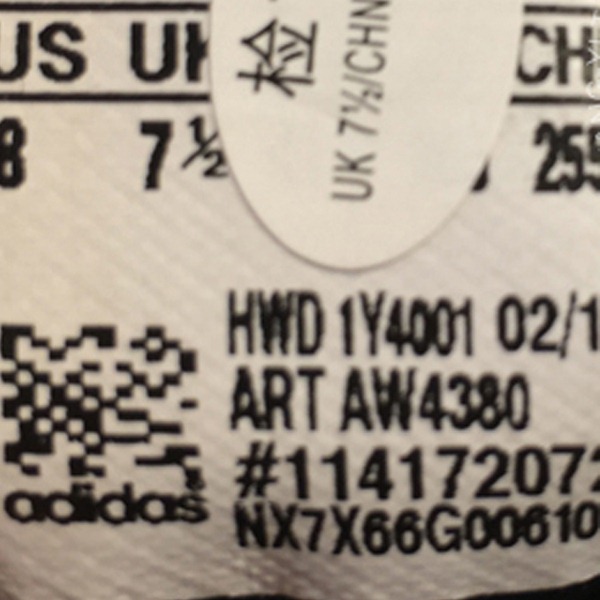 US UK CH
8 7½ 255
检
UK 7½/CHN
HWD 1Y4001 02/1
ART AW4380
#114172072
NX7X66G00610
adidas